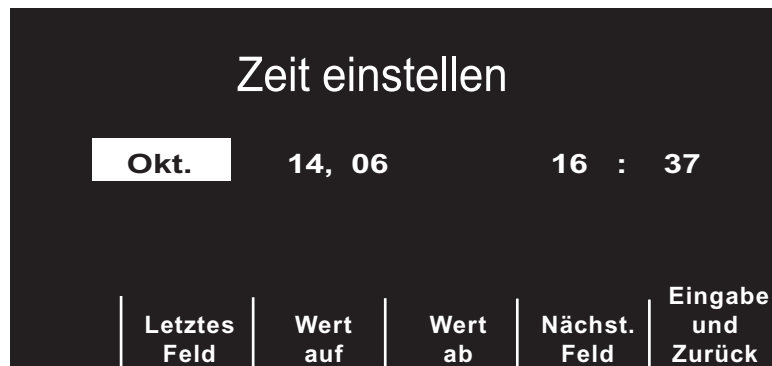 Zeit einstellen
Okt. 14, 06 16 : 37
Letztes Feld
Wert auf
Wert ab
Nächst. Feld
Eingabe und Zurück